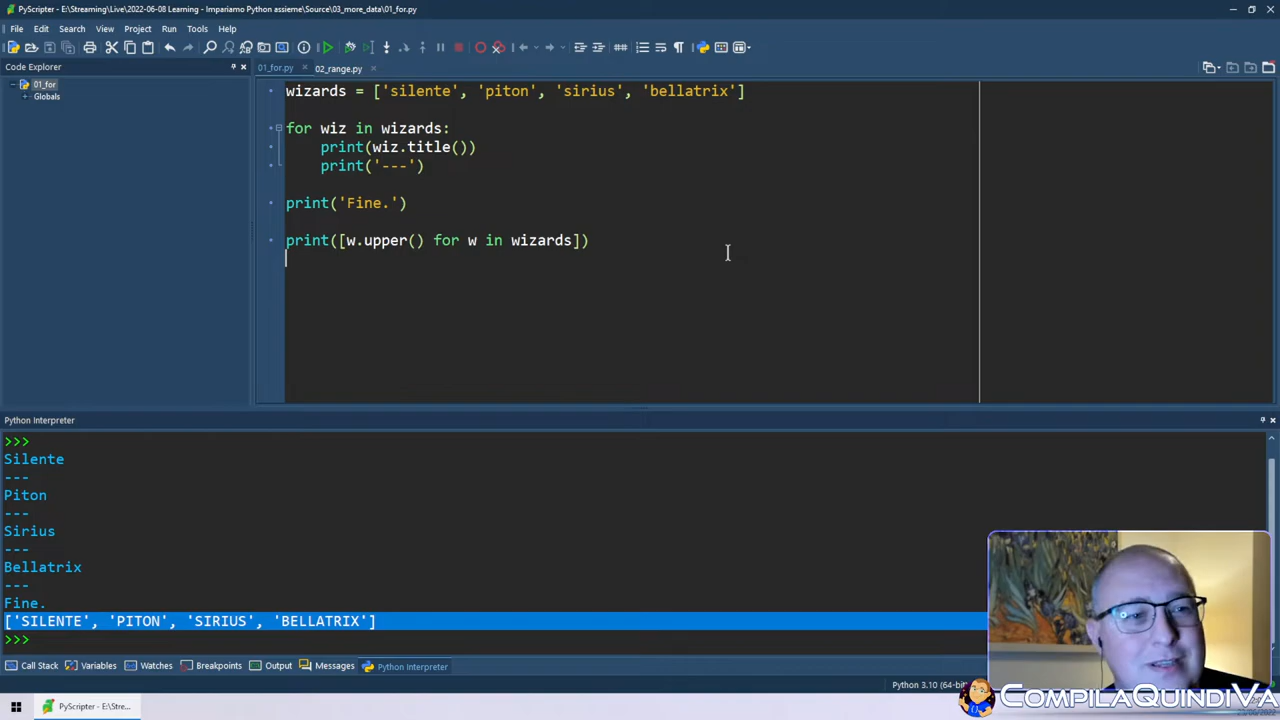 PyScripter - E:\Streaming\Live\2022-06-08 Learning - Impariamo Python assieme\Source\03_more_data\01_for.py
File Edit Search View Project Run Tools Help
Code Explorer
01_for.py 02_range.py
01_for
Globals
wizards = ['silente', 'piton', 'sirius', 'bellatrix']
for wiz in wizards:
print(wiz.title())
print('---')
print('Fine.')
print([w.upper() for w in wizards])
Python Interpreter
>>>
Silente
---
Piton
---
Sirius
---
Bellatrix
---
Fine.
['SILENTE', 'PITON', 'SIRIUS', 'BELLATRIX']
>>>
Call Stack Variables Watches Breakpoints Output Messages Python Interpreter
Python 3.10 (64-bit)
COMPILAQUINDIVA
PyScripter - E:\Stre...